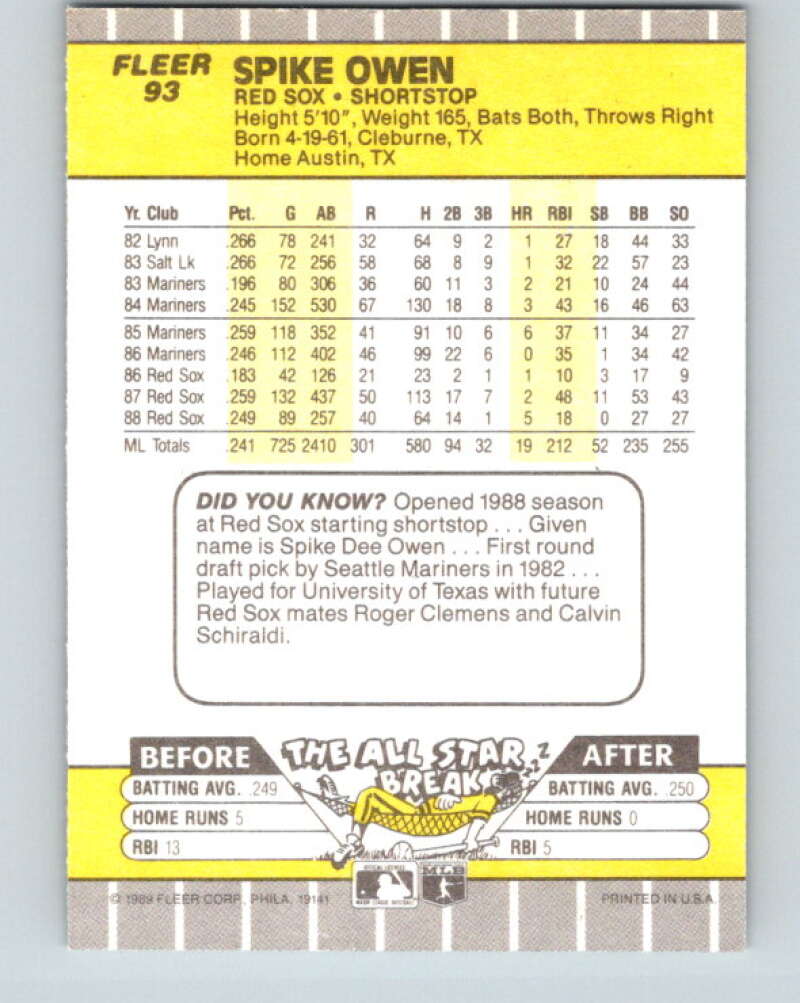 FLEER
93
SPIKE OWEN
RED SOX • SHORTSTOP
Height 5'10", Weight 165, Bats Both, Throws Right
Born 4-19-61, Cleburne, TX
Home Austin, TX
Yr. Club Pct. G AB R H 2B 3B HR RBI SB BB SO
82 Lynn .266 78 241 32 64 9 2 1 27 18 44 33
83 Salt Lk .266 72 256 58 68 8 9 1 32 22 57 23
83 Mariners .196 80 306 36 60 11 3 2 21 10 24 44
84 Mariners .245 152 530 67 130 18 8 3 43 16 46 63
85 Mariners .259 118 352 41 91 10 6 6 37 11 34 27
86 Mariners .246 112 402 46 99 22 6 0 35 1 34 42
86 Red Sox .183 42 126 21 23 2 1 1 10 3 17 9
87 Red Sox .259 132 437 50 113 17 7 2 48 11 53 43
88 Red Sox .249 89 257 40 64 14 1 5 18 0 27 27
ML Totals .241 725 2410 301 580 94 32 19 212 52 235 255
DID YOU KNOW? Opened 1988 season
at Red Sox starting shortstop . . . Given
name is Spike Dee Owen . . . First round
draft pick by Seattle Mariners in 1982 . . .
Played for University of Texas with future
Red Sox mates Roger Clemens and Calvin
Schiraldi.
BEFORE THE ALL STAR BREAK AFTER
BATTING AVG. .249 BATTING AVG. .250
HOME RUNS 5 HOME RUNS 0
RBI 13 RBI 5
MLB
© 1989 FLEER CORP., PHILA. 19141 PRINTED IN U.S.A.